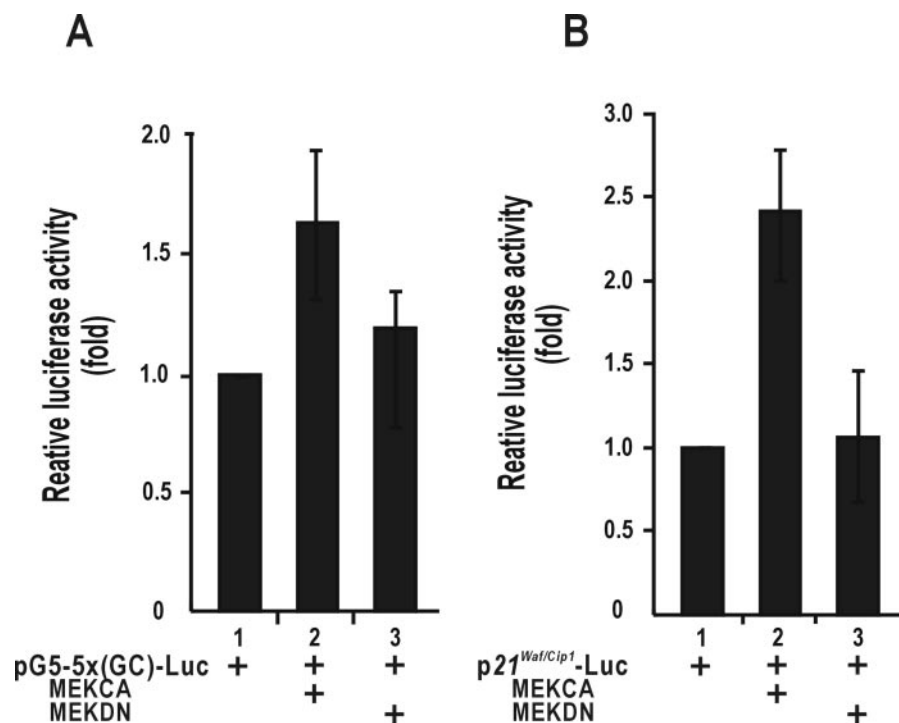 A
Reative luciferase activity
(fold)
2.0
1.5
1.0
0.5
0
1 2 3
pG5-5x(GC)-Luc + + +
MEKCA +
MEKDN +
B
Reative luciferase activity
(fold)
3.0
2.5
2.0
1.5
1.0
0.5
0
1 2 3
p21Waf/Cip1-Luc + + +
MEKCA +
MEKDN +